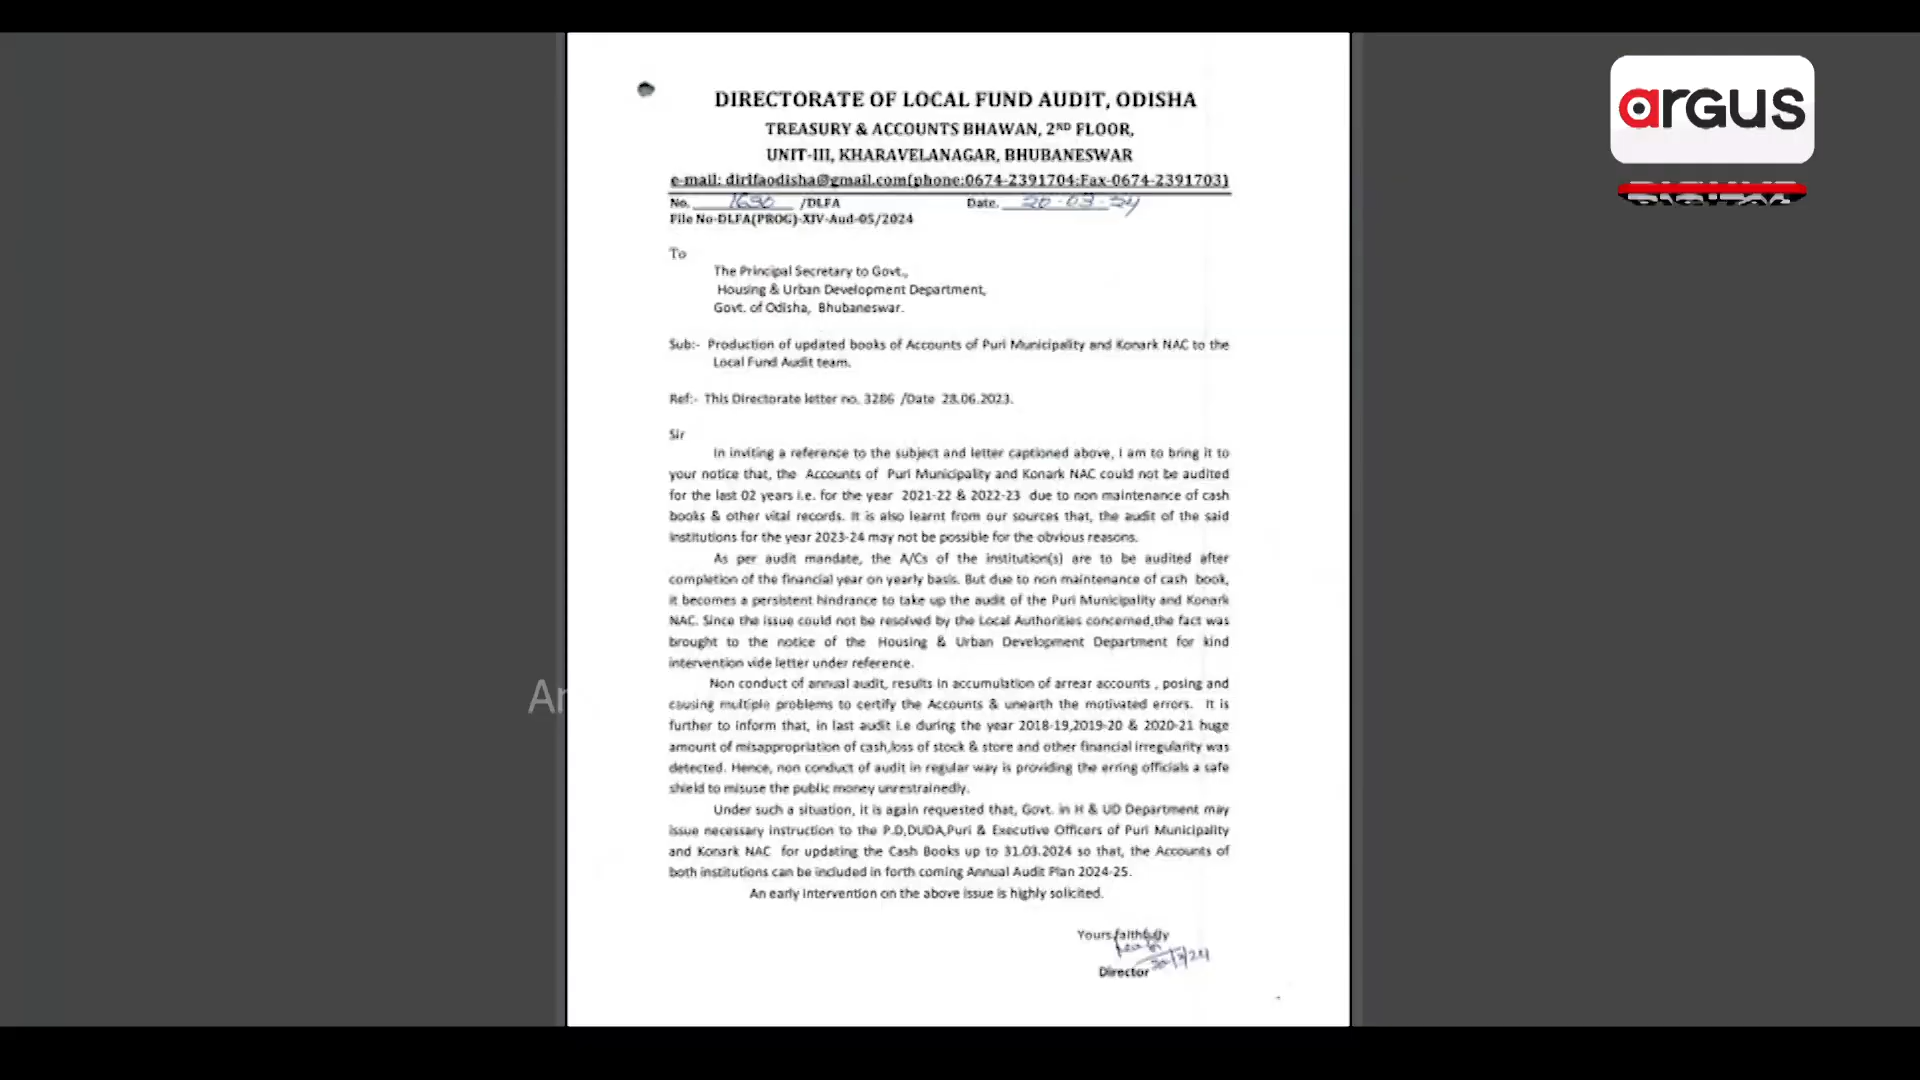 DIRECTORATE OF LOCAL FUND AUDIT, ODISHA
TREASURY & ACCOUNTS BHAWAN, 2ND FLOOR,
UNIT-III, KHARAVELANAGAR, BHUBANESWAR
e-mail: dirlfaodisha@gmail.com(phone:0674-2391704:Fax-0674-2391703)
No. 1690 /DLFA Date. 20-03-24
File No-DLFA(PROG)-XIV-Aud-05/2024
To
The Principal Secretary to Govt.,
Housing & Urban Development Department,
Govt. of Odisha, Bhubaneswar.
Sub:- Production of updated books of Accounts of Puri Municipality and Konark NAC to the
Local Fund Audit team.
Ref:- This Directorate letter no. 3286 /Date 28.06.2023.
Sir
In inviting a reference to the subject and letter captioned above, I am to bring it to
your notice that, the Accounts of Puri Municipality and Konark NAC could not be audited
for the last 02 years i.e. for the year 2021-22 & 2022-23 due to non maintenance of cash
books & other vital records. It is also learnt from our sources that, the audit of the said
institutions for the year 2023-24 may not be possible for the obvious reasons.
As per audit mandate, the A/Cs of the institution(s) are to be audited after
completion of the financial year on yearly basis. But due to non maintenance of cash book,
it becomes a persistent hindrance to take up the audit of the Puri Municipality and Konark
NAC. Since the issue could not be resolved by the Local Authorities concerned,the fact was
brought to the notice of the Housing & Urban Development Department for kind
intervention vide letter under reference.
Non conduct of annual audit, results in accumulation of arrear accounts , posing and
causing multiple problems to certify the Accounts & unearth the motivated errors. It is
further to inform that, in last audit i.e during the year 2018-19,2019-20 & 2020-21 huge
amount of misappropriation of cash,loss of stock & store and other financial irregularity was
detected. Hence, non conduct of audit in regular way is providing the erring officials a safe
shield to misuse the public money unrestrainedly.
Under such a situation, it is again requested that, Govt. in H & UD Department may
issue necessary instruction to the P.D,DUDA,Puri & Executive Officers of Puri Municipality
and Konark NAC for updating the Cash Books up to 31.03.2024 so that, the Accounts of
both institutions can be included in forth coming Annual Audit Plan 2024-25.
An early intervention on the above issue is highly solicited.
Yours faithfully
20/3/24
Director
argus
Ar